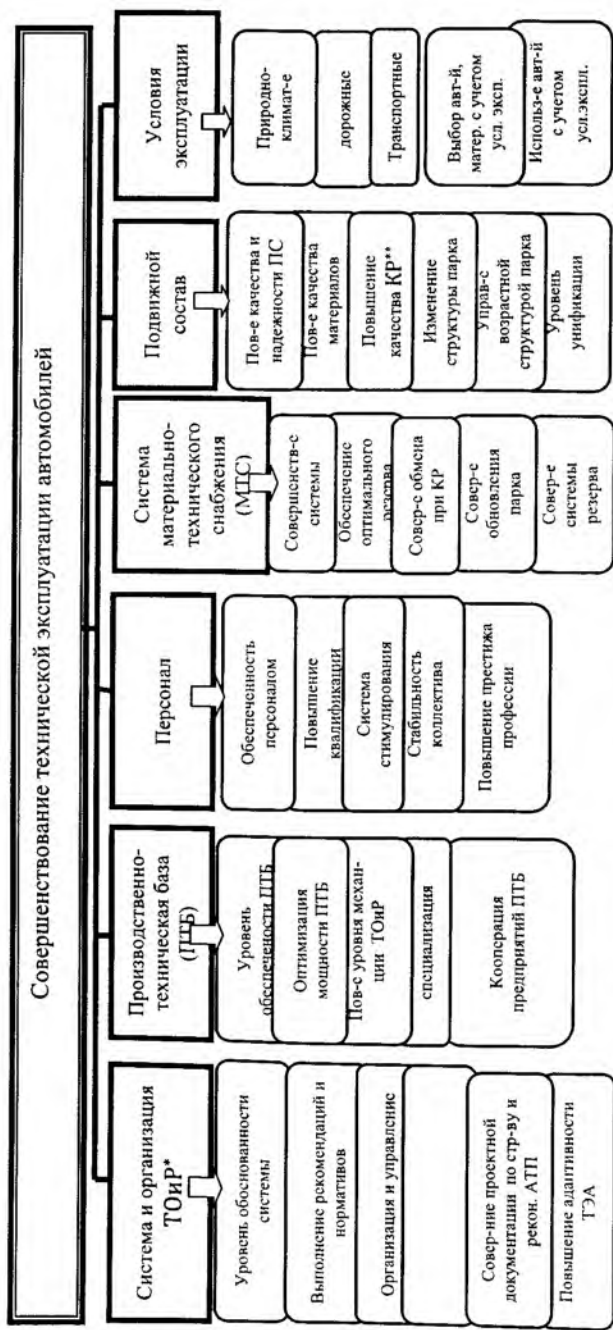 Совершенствование технической эксплуатации автомобилей
Система и организация
ТОиР*
Уровень обоснованности
системы
Выполнение рекомендаций и
нормативов
Организация и управление
Совер-ние проектной
документации по стр-ву и
рекон. АТП
Повышение адаптивности
ТЭА
Производственно-
техническая база
(ПТБ)
Уровень
обеспечености ПТБ
Оптимизация
мощности ПТБ
Пов-е уровня механ-
ции ТОиР
специализация
Кооперация
предприятий ПТБ
Персонал
Обеспеченность
персоналом
Повышение
квалификации
Система
стимулирования
Стабильность
коллектива
Повышение престижа
профессии
Система
материально-
технического
снабжения
(МТС)
Совершенств-е
системы
Обеспечение
оптимального
резерва
Совер-е обмена
при КР
Совер-е
обновления
парка
Совер-е
системы
резерва
Подвижной
состав
Пов-е качества и
надежности ПС
Пов-е качества
материалов
Повышение
качества КР**
Изменение
структуры парка
Управ-е
возрастной
структурой парка
Уровень
унификации
Условия
эксплуатации
Природно-
климат-е
дорожные
Транспортные
Выбор авт-й,
матер. с учетом
усл. эксп.
Использ-е авт-й
с учетом
усл.экспл.